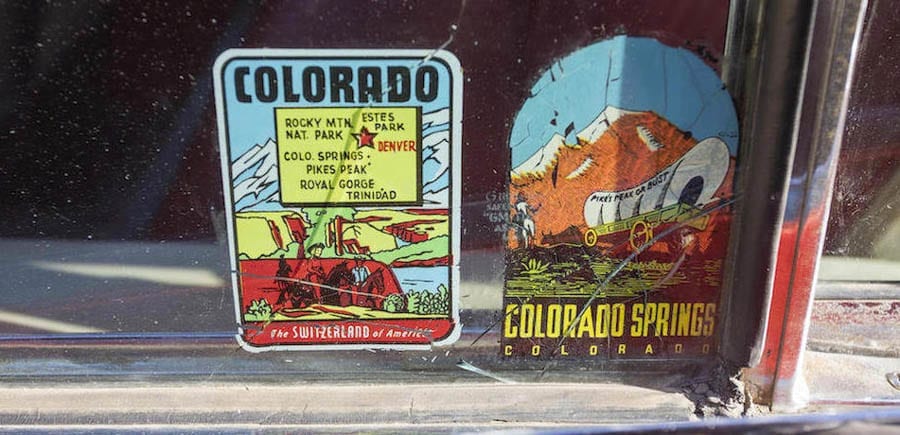 COLORADO
ROCKY MTN. ESTES
NAT. PARK PARK
DENVER
COLO. SPRINGS
PIKES PEAK
ROYAL GORGE
TRINIDAD
The SWITZERLAND of America
PIKE'S PEAK OR BUST
COLORADO SPRINGS
COLORADO